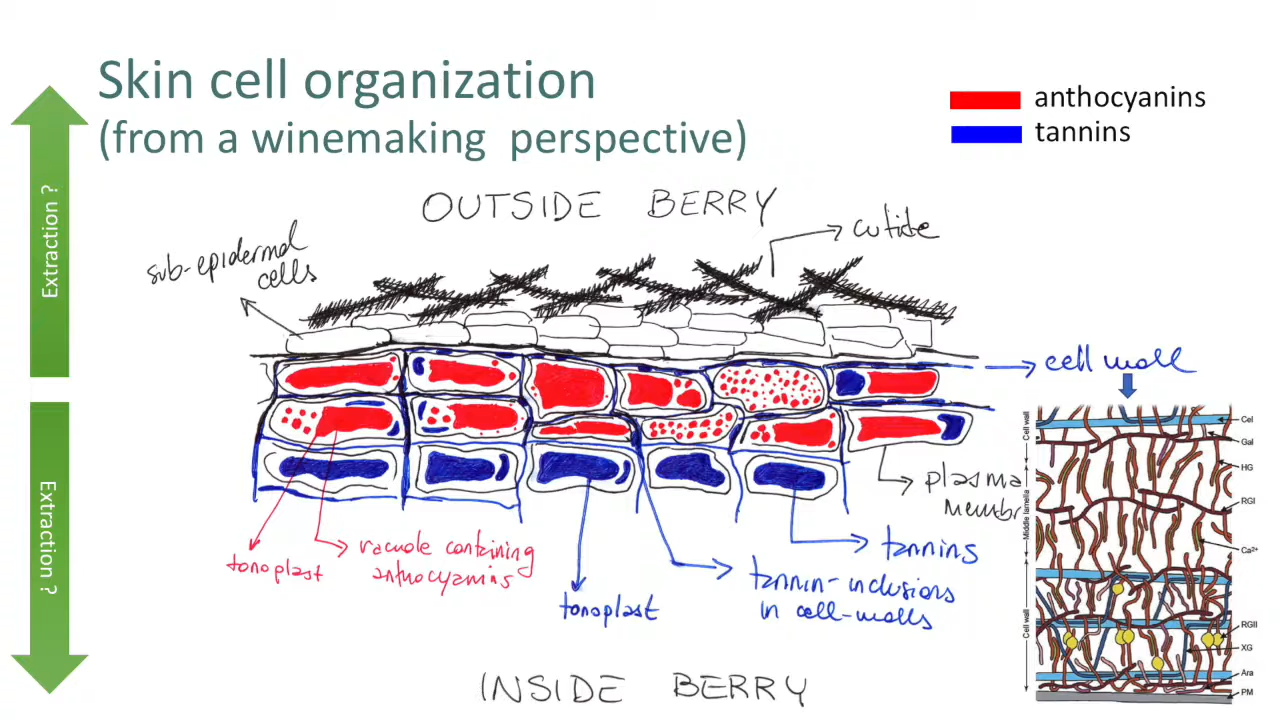 Skin cell organization
(from a winemaking perspective)
anthocyanins
tannins
Extraction ?
Extraction ?
OUTSIDE BERRY
cuticle
sub-epidermal
cells
cell wall
plasma
membr
tonoplast
vacuole containing
anthocyanins
tonoplast
tannin-inclusions
in cell-walls
tannins
INSIDE BERRY
Cell wall
Middle lamella
Cell wall
Cel
Gal
HG
RGI
Ca2+
RGII
XG
Ara
PM